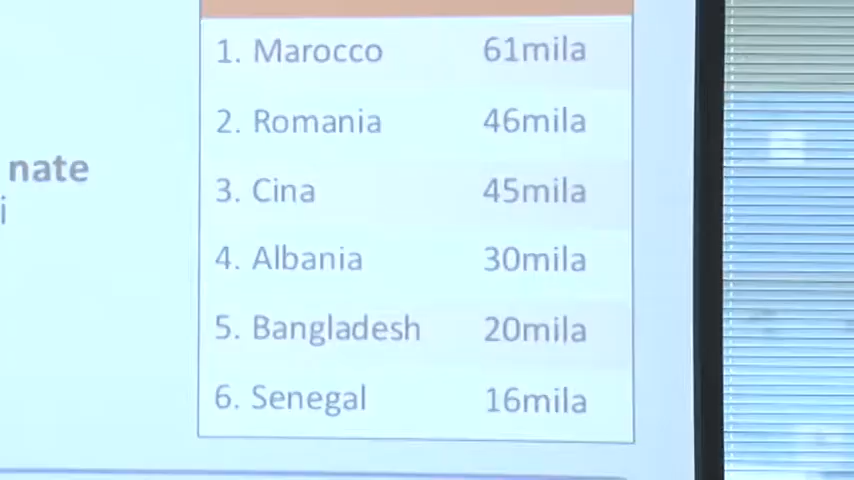 1. Marocco 61mila
2. Romania 46mila
nate
3. Cina 45mila
i
4. Albania 30mila
5. Bangladesh 20mila
6. Senegal 16mila